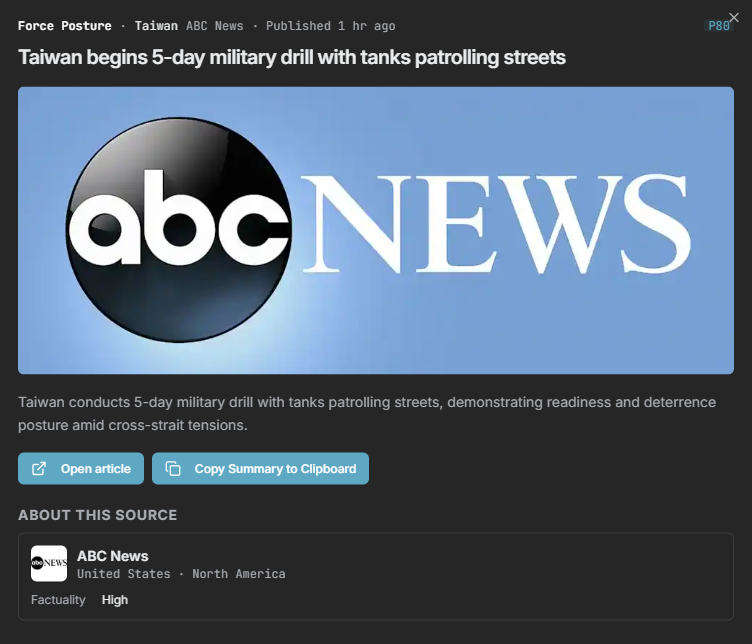 Force Posture · Taiwan ABC News · Published 1 hr ago P80
Taiwan begins 5-day military drill with tanks patrolling streets
abc NEWS
Taiwan conducts 5-day military drill with tanks patrolling streets, demonstrating readiness and deterrence
posture amid cross-strait tensions.
Open article Copy Summary to Clipboard
ABOUT THIS SOURCE
abc NEWS
ABC News
United States · North America
Factuality High